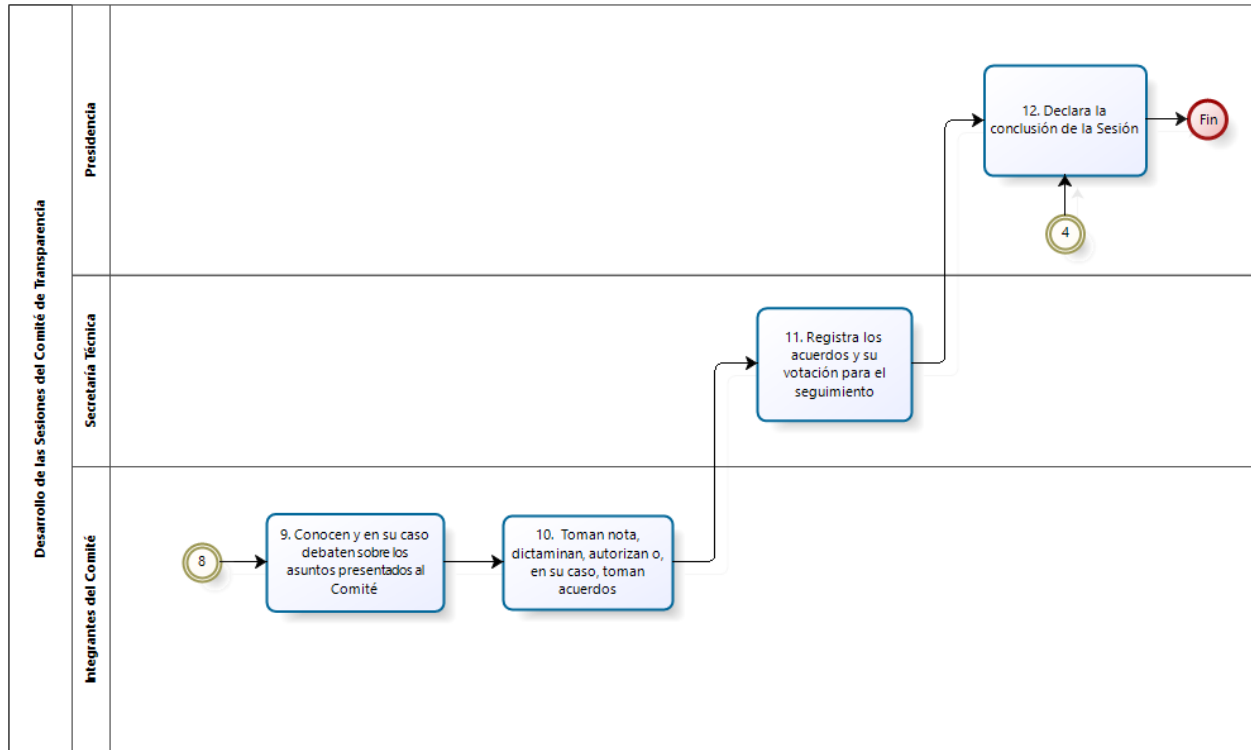 Desarrollo de las Sesiones del Comité de Transparencia
Presidencia
12. Declara la
conclusión de la Sesión
Fin
4
Secretaría Técnica
11. Registra los
acuerdos y su
votación para el
seguimiento
Integrantes del Comité
8
9. Conocen y en su caso
debaten sobre los
asuntos presentados al
Comité
10. Toman nota,
dictaminan, autorizan o,
en su caso, toman
acuerdos